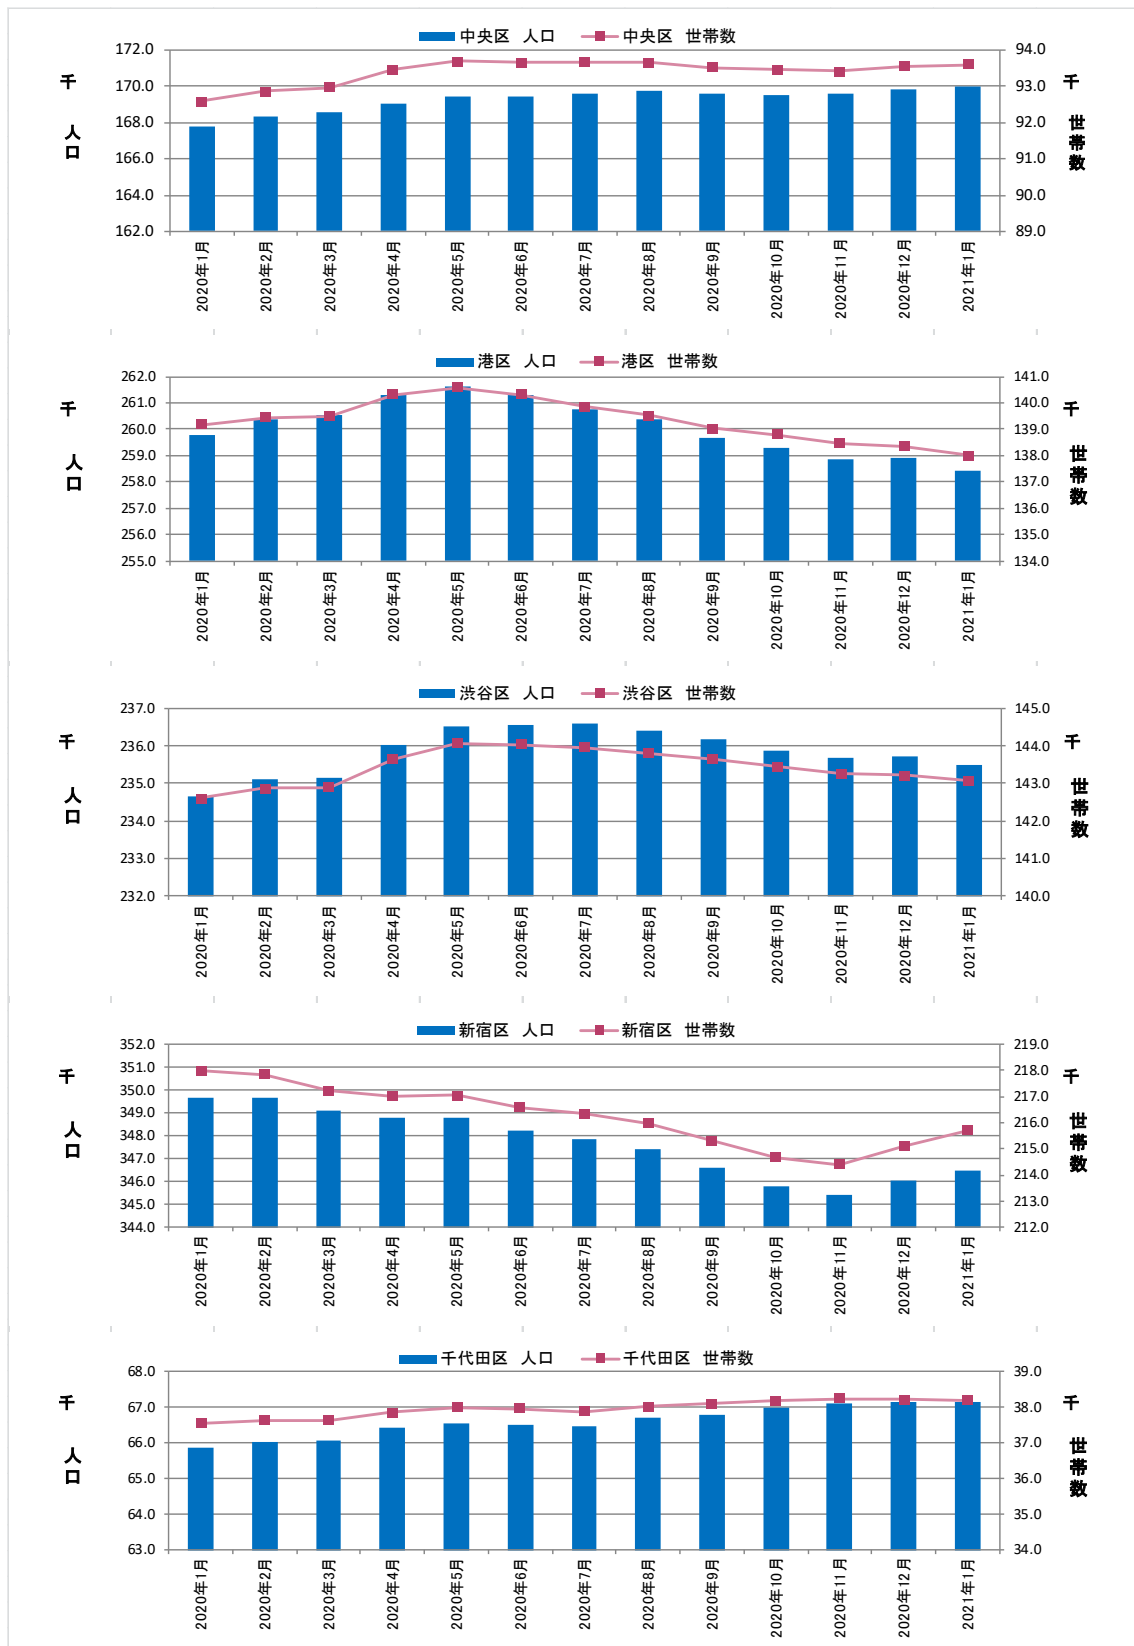 中央区 人口 中央区 世帯数
千 人口
172.0
170.0
168.0
166.0
164.0
162.0
94.0
93.0
92.0
91.0
90.0
89.0
千 世帯数
2020年1月
2020年2月
2020年3月
2020年4月
2020年5月
2020年6月
2020年7月
2020年8月
2020年9月
2020年10月
2020年11月
2020年12月
2021年1月
港区 人口 港区 世帯数
千 人口
262.0
261.0
260.0
259.0
258.0
257.0
256.0
255.0
141.0
140.0
139.0
138.0
137.0
136.0
135.0
134.0
千 世帯数
2020年1月
2020年2月
2020年3月
2020年4月
2020年5月
2020年6月
2020年7月
2020年8月
2020年9月
2020年10月
2020年11月
2020年12月
2021年1月
渋谷区 人口 渋谷区 世帯数
千 人口
237.0
236.0
235.0
234.0
233.0
232.0
145.0
144.0
143.0
142.0
141.0
140.0
千 世帯数
2020年1月
2020年2月
2020年3月
2020年4月
2020年5月
2020年6月
2020年7月
2020年8月
2020年9月
2020年10月
2020年11月
2020年12月
2021年1月
新宿区 人口 新宿区 世帯数
千 人口
352.0
351.0
350.0
349.0
348.0
347.0
346.0
345.0
344.0
219.0
218.0
217.0
216.0
215.0
214.0
213.0
212.0
千 世帯数
2020年1月
2020年2月
2020年3月
2020年4月
2020年5月
2020年6月
2020年7月
2020年8月
2020年9月
2020年10月
2020年11月
2020年12月
2021年1月
千代田区 人口 千代田区 世帯数
千 人口
68.0
67.0
66.0
65.0
64.0
63.0
39.0
38.0
37.0
36.0
35.0
34.0
千 世帯数
2020年1月
2020年2月
2020年3月
2020年4月
2020年5月
2020年6月
2020年7月
2020年8月
2020年9月
2020年10月
2020年11月
2020年12月
2021年1月